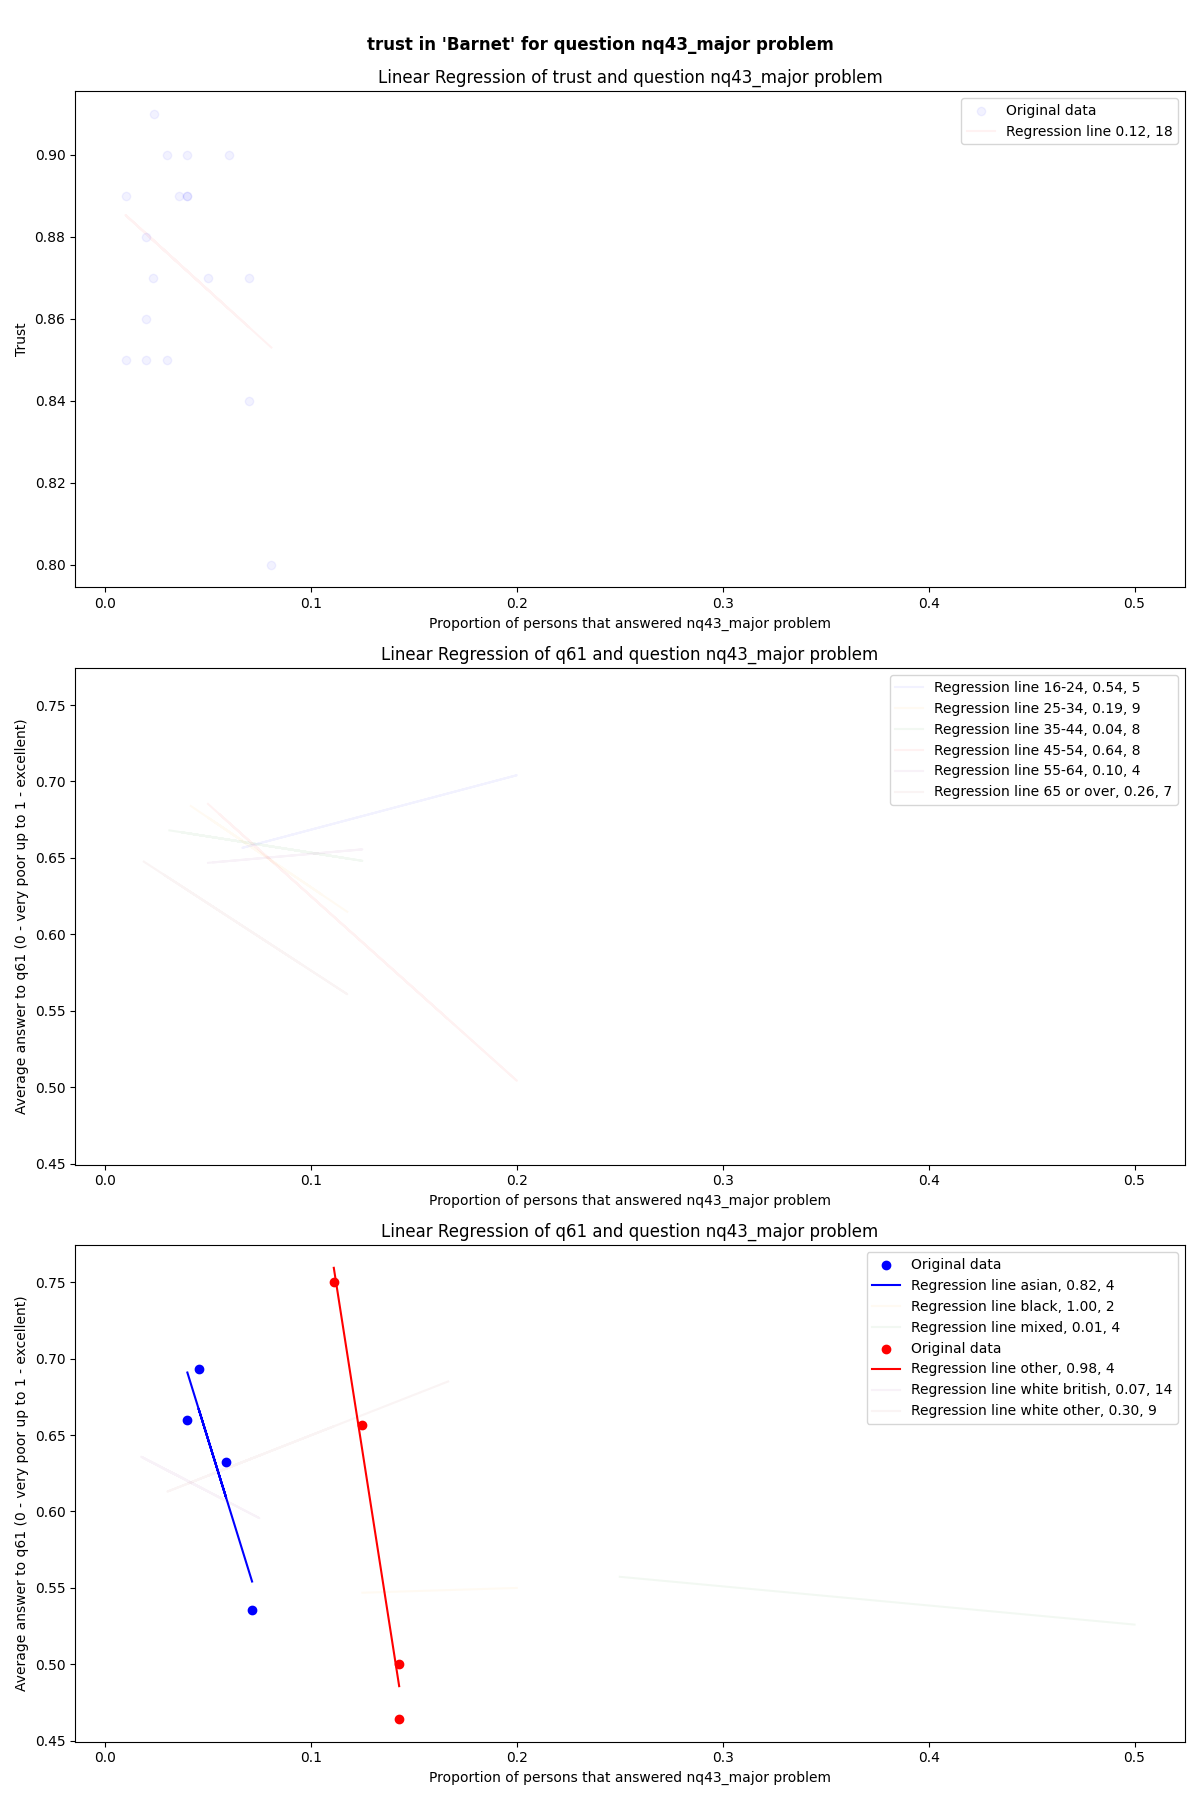 trust in 'Barnet' for question nq43_major problem
Linear Regression of trust and question nq43_major problem
Original data
Regression line 0.12, 18
0.90
0.88
0.86
0.84
0.82
0.80
Trust
0.0 0.1 0.2 0.3 0.4 0.5
Proportion of persons that answered nq43_major problem
Linear Regression of q61 and question nq43_major problem
Regression line 16-24, 0.54, 5
Regression line 25-34, 0.19, 9
Regression line 35-44, 0.04, 8
Regression line 45-54, 0.64, 8
Regression line 55-64, 0.10, 4
Regression line 65 or over, 0.26, 7
0.75
0.70
0.65
0.60
0.55
0.50
0.45
Average answer to q61 (0 - very poor up to 1 - excellent)
0.0 0.1 0.2 0.3 0.4 0.5
Proportion of persons that answered nq43_major problem
Linear Regression of q61 and question nq43_major problem
Original data
Regression line asian, 0.82, 4
Regression line black, 1.00, 2
Regression line mixed, 0.01, 4
Original data
Regression line other, 0.98, 4
Regression line white british, 0.07, 14
Regression line white other, 0.30, 9
0.75
0.70
0.65
0.60
0.55
0.50
0.45
Average answer to q61 (0 - very poor up to 1 - excellent)
0.0 0.1 0.2 0.3 0.4 0.5
Proportion of persons that answered nq43_major problem